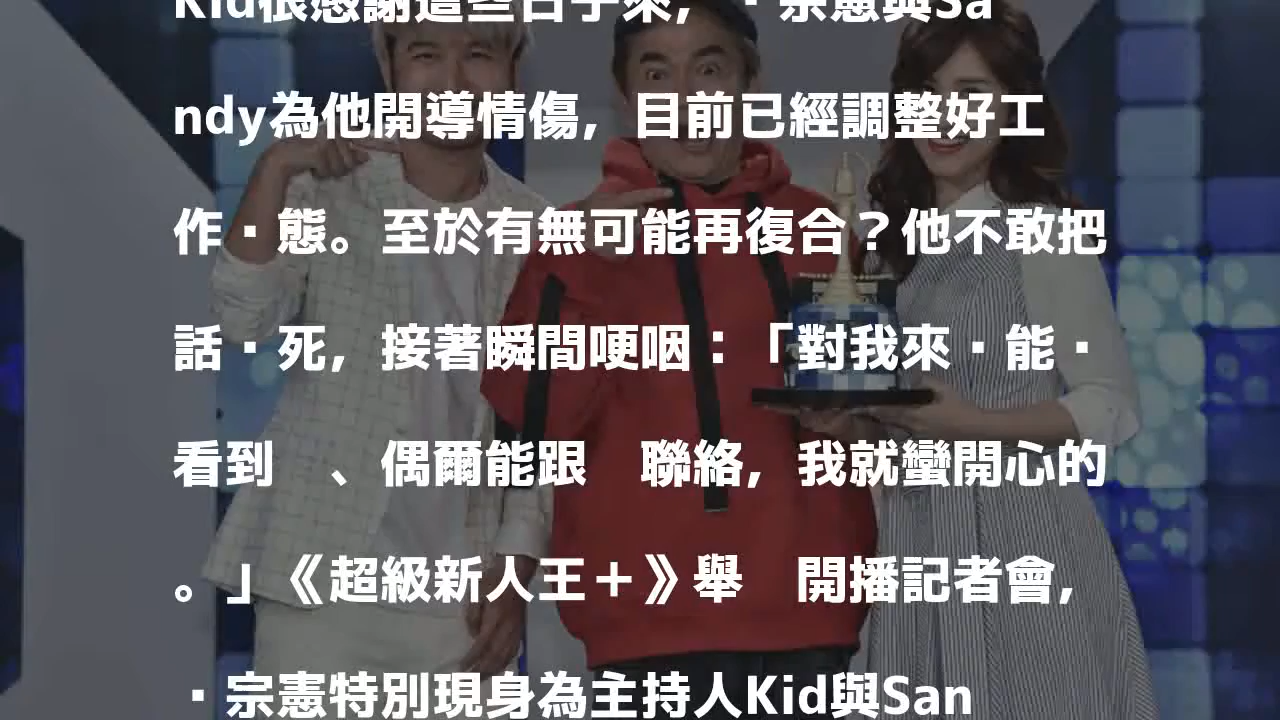 Kid很感謝這些日子來，▪宗憲與Sa
ndy為他開導情傷，目前已經調整好工
作▪態。至於有無可能再復合？他不敢把
話▪死，接著瞬間哽咽：「對我來▪能▪
看到　、偶爾能跟　聯絡，我就蠻開心的
。」《超級新人王＋》舉　開播記者會，
▪宗憲特別現身為主持人Kid與San